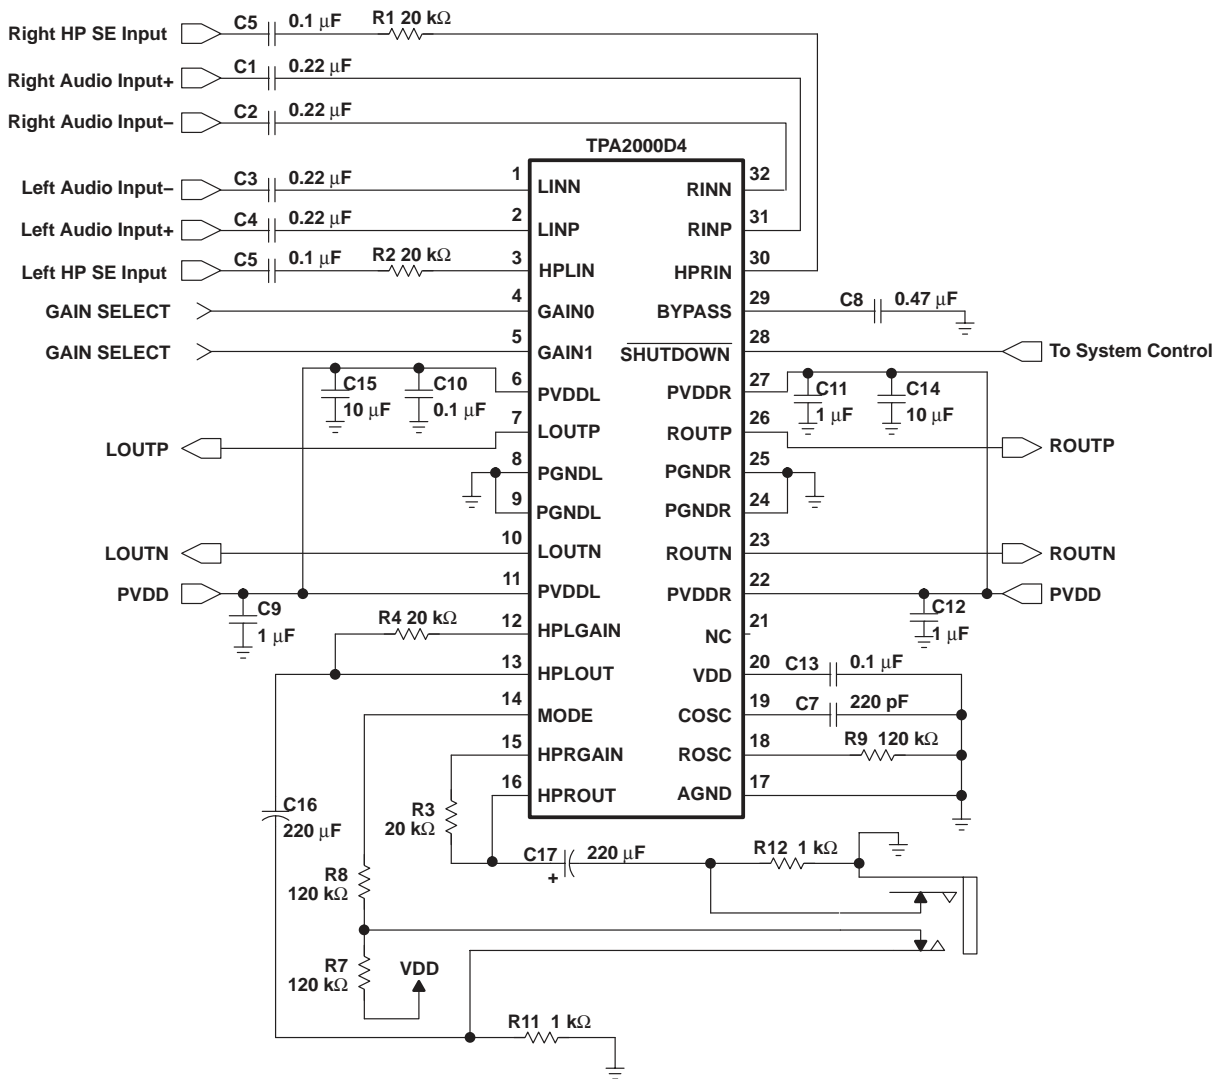 Right HP SE Input C5 0.1 μF R1 20 kΩ
Right Audio Input+ C1 0.22 μF
Right Audio Input– C2 0.22 μF
TPA2000D4
Left Audio Input– C3 0.22 μF 1 LINN RINN 32
Left Audio Input+ C4 0.22 μF 2 LINP RINP 31
Left HP SE Input C5 0.1 μF R2 20 kΩ 3 HPLIN HPRIN 30
GAIN SELECT 4 GAIN0 BYPASS 29 C8 0.47 μF
GAIN SELECT 5 GAIN1 SHUTDOWN 28 To System Control
C15 10 μF C10 0.1 μF 6 PVDDL PVDDR 27 C11 1 μF C14 10 μF
LOUTP 7 LOUTP ROUTP 26 ROUTP
8 PGNDL PGNDR 25
9 PGNDL PGNDR 24
LOUTN 10 LOUTN ROUTN 23 ROUTN
PVDD 11 PVDDL PVDDR 22 PVDD
C9 1 μF C12 1 μF
R4 20 kΩ 12 HPLGAIN NC 21
13 HPLOUT VDD 20 C13 0.1 μF
14 MODE COSC 19 C7 220 pF
15 HPRGAIN ROSC 18 R9 120 kΩ
16 HPROUT AGND 17
C16 220 μF R3 20 kΩ
C17 + 220 μF R12 1 kΩ
R8 120 kΩ
R7 120 kΩ VDD
R11 1 kΩ